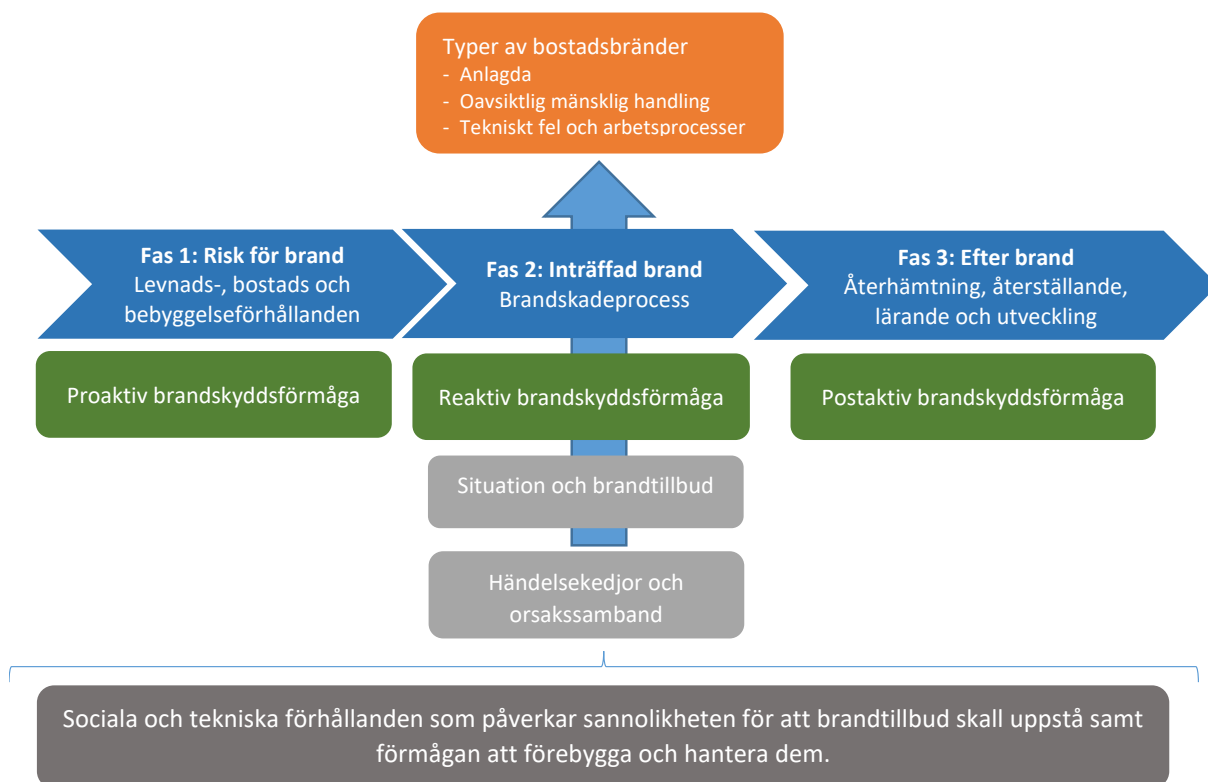 Typer av bostadsbränder
- Anlagda
- Oavsiktlig mänsklig handling
- Tekniskt fel och arbetsprocesser
Fas 1: Risk för brand
Levnads-, bostads och
bebyggelseförhållanden
Fas 2: Inträffad brand
Brandskadeprocess
Fas 3: Efter brand
Återhämtning, återställande,
lärande och utveckling
Proaktiv brandskyddsförmåga
Reaktiv brandskyddsförmåga
Postaktiv brandskyddsförmåga
Situation och brandtillbud
Händelsekedjor och
orsakssamband
Sociala och tekniska förhållanden som påverkar sannolikheten för att brandtillbud skall uppstå samt
förmågan att förebygga och hantera dem.